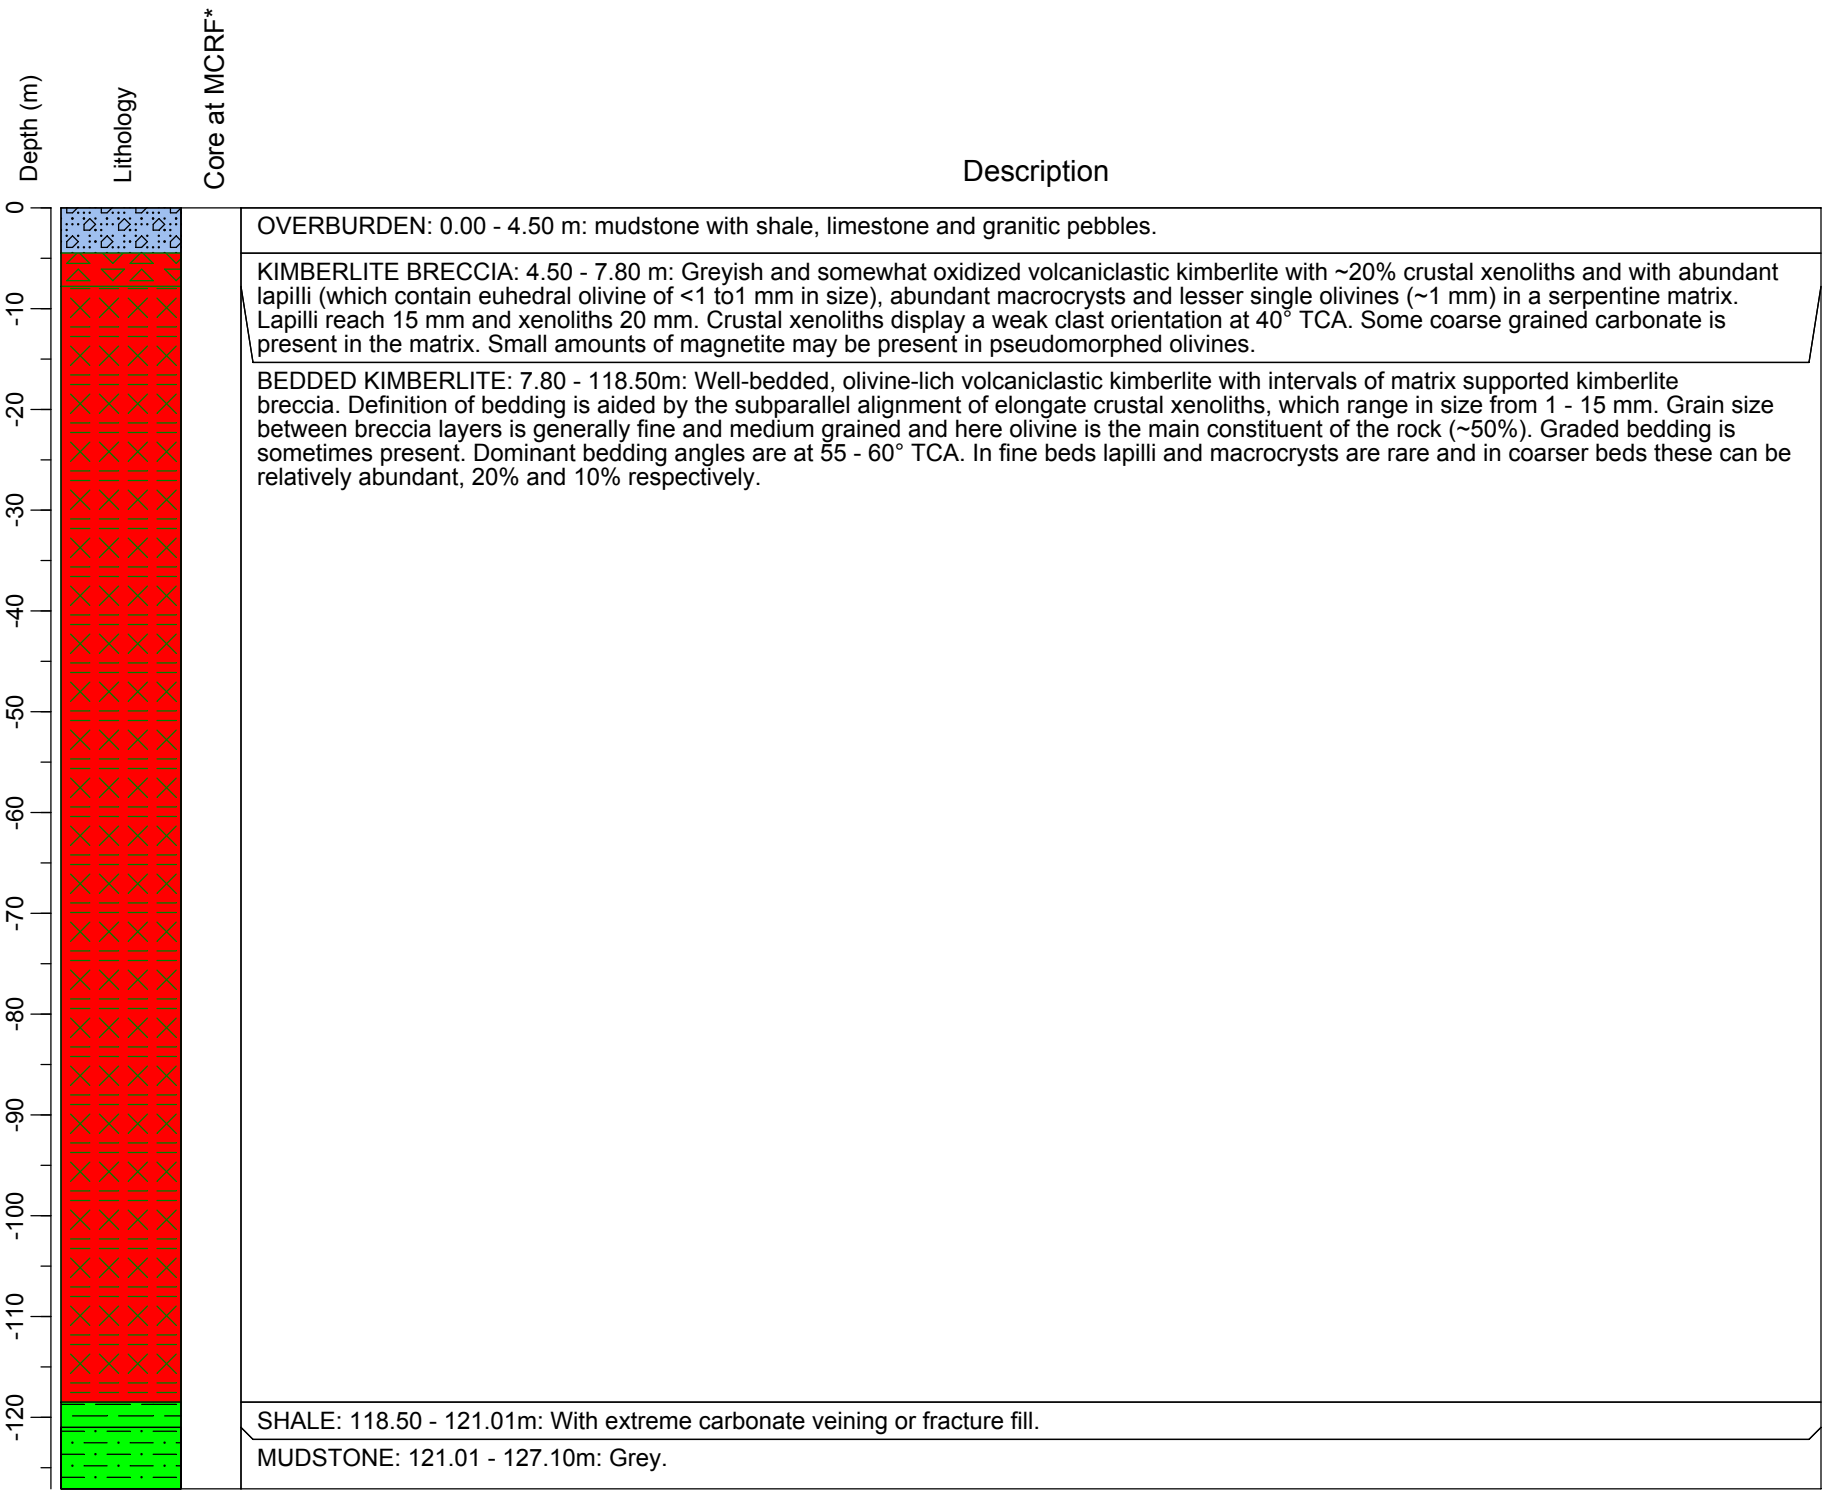 Depth (m)
Lithology
Core at MCRF*
Description
0
-10
-20
-30
-40
-50
-60
-70
-80
-90
-100
-110
-120
OVERBURDEN: 0.00 - 4.50 m: mudstone with shale, limestone and granitic pebbles.
KIMBERLITE BRECCIA: 4.50 - 7.80 m: Greyish and somewhat oxidized volcaniclastic kimberlite with ~20% crustal xenoliths and with abundant
lapilli (which contain euhedral olivine of <1 to1 mm in size), abundant macrocrysts and lesser single olivines (~1 mm) in a serpentine matrix.
Lapilli reach 15 mm and xenoliths 20 mm. Crustal xenoliths display a weak clast orientation at 40° TCA. Some coarse grained carbonate is
present in the matrix. Small amounts of magnetite may be present in pseudomorphed olivines.
BEDDED KIMBERLITE: 7.80 - 118.50m: Well-bedded, olivine-lich volcaniclastic kimberlite with intervals of matrix supported kimberlite
breccia. Definition of bedding is aided by the subparallel alignment of elongate crustal xenoliths, which range in size from 1 - 15 mm. Grain size
between breccia layers is generally fine and medium grained and here olivine is the main constituent of the rock (~50%). Graded bedding is
sometimes present. Dominant bedding angles are at 55 - 60° TCA. In fine beds lapilli and macrocrysts are rare and in coarser beds these can be
relatively abundant, 20% and 10% respectively.
SHALE: 118.50 - 121.01m: With extreme carbonate veining or fracture fill.
MUDSTONE: 121.01 - 127.10m: Grey.